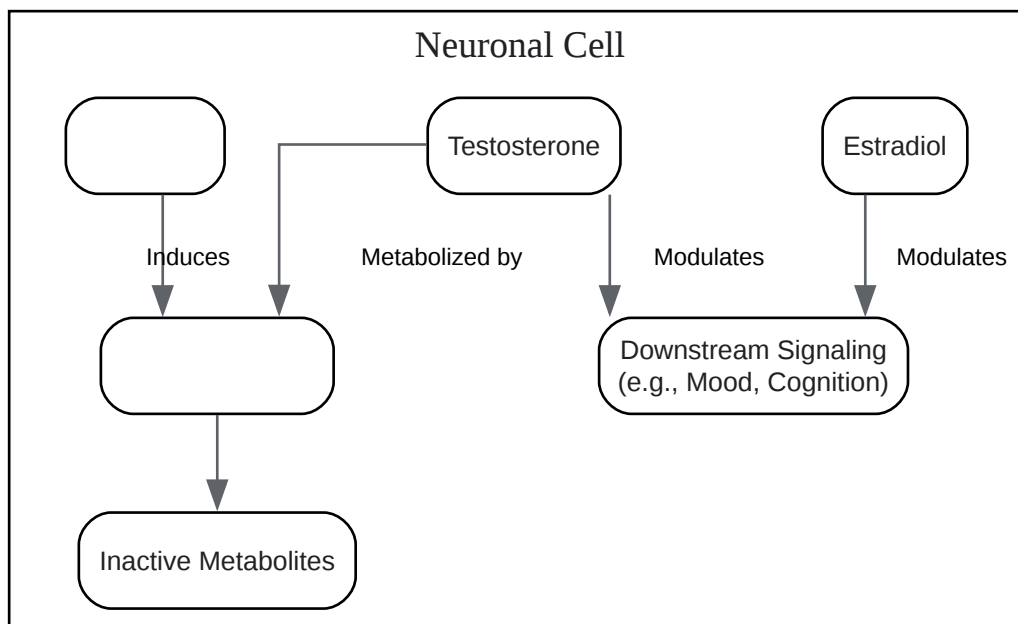 Neuronal Cell
Testosterone
Estradiol
Induces
Metabolized by
Modulates
Modulates
Downstream Signaling
(e.g., Mood, Cognition)
Inactive Metabolites